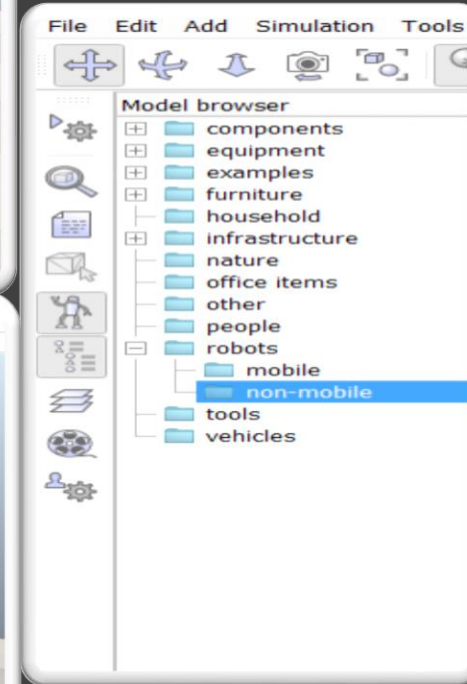 File Edit Add Simulation Tools
Model browser
components
equipment
examples
furniture
household
infrastructure
nature
office items
other
people
robots
mobile
non-mobile
tools
vehicles